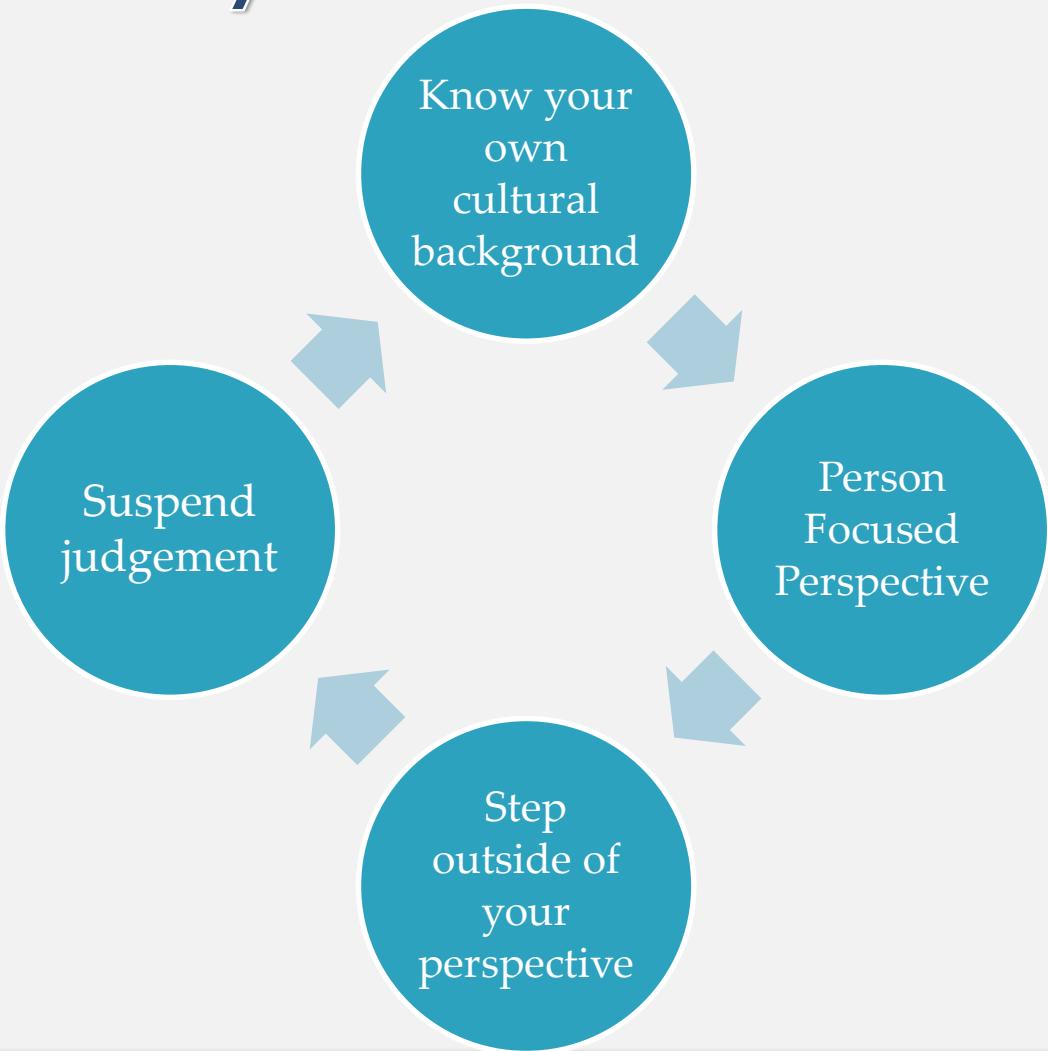 Know your
own
cultural
background
Person
Focused
Perspective
Step
outside of
your
perspective
Suspend
judgement